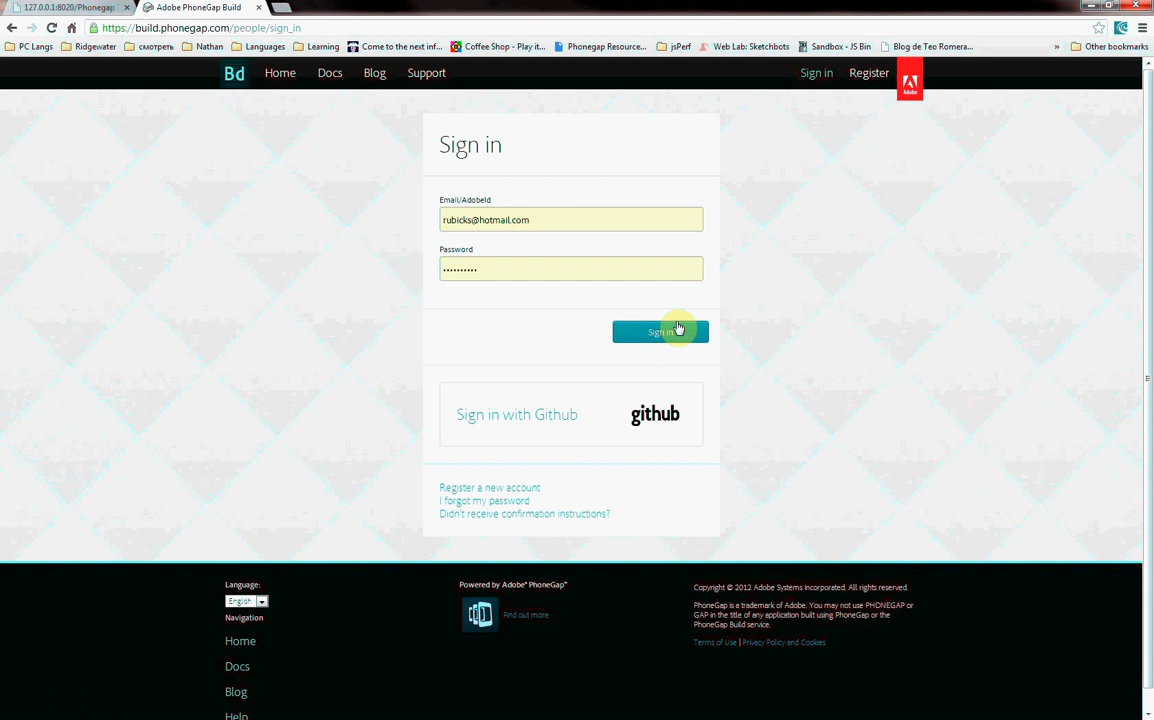 127.0.0.1:8020/Phonegap
Adobe PhoneGap Build
https://build.phonegap.com/people/sign_in
PC Langs
Ridgewater
смотреть
Nathan
Languages
Learning
Come to the next inf...
Coffee Shop - Play it...
Phonegap Resource...
jsPerf
Web Lab: Sketchbots
Sandbox - JS Bin
Blog de Teo Romera...
»
Other bookmarks
Bd
Home
Docs
Blog
Support
Sign in
Register
Adobe
Sign in
Email/AdobeId
rubicks@hotmail.com
Password
••••••••••
Sign in
Sign in with Github
github
Register a new account
I forgot my password
Didn't receive confirmation instructions?
Language:
English
Navigation
Home
Docs
Blog
Help
Powered by Adobe® PhoneGap™
Find out more
Copyright © 2012 Adobe Systems Incorporated. All rights reserved.
PhoneGap is a trademark of Adobe. You may not use PHONEGAP or
GAP in the title of any application built using PhoneGap or the
PhoneGap Build service.
Terms of Use | Privacy Policy and Cookies